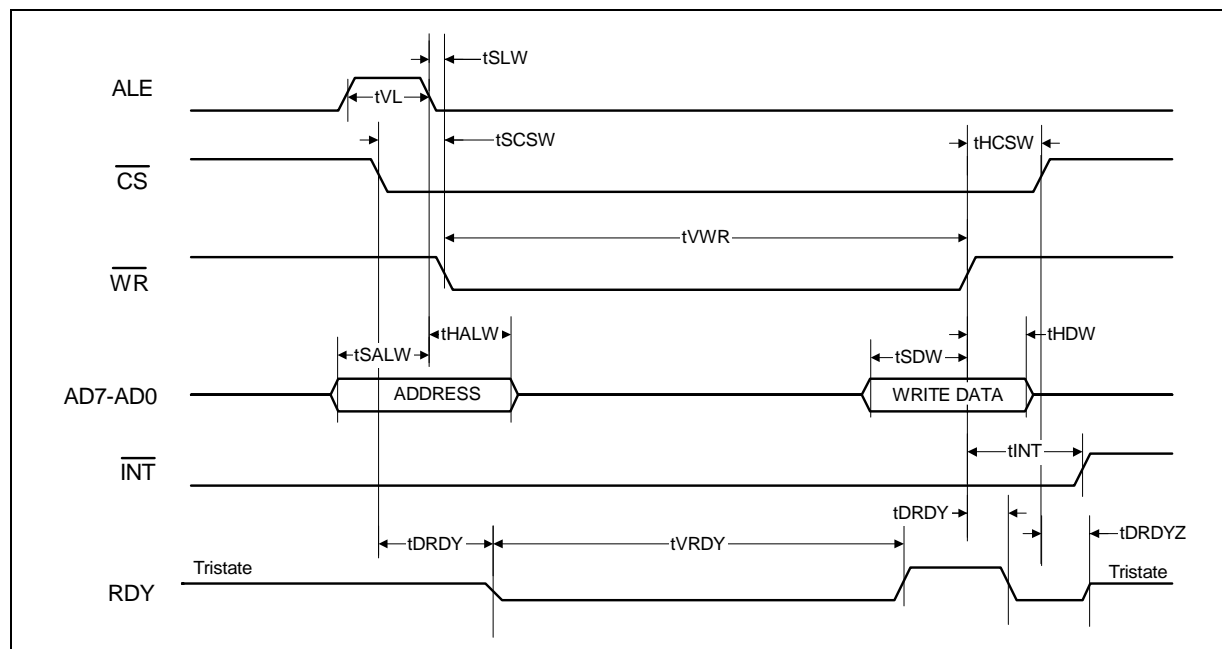 tSLW
ALE
tVL
tSCSW
tHCSW
CS
tVWR
WR
tHALW
tHDW
tSALW
tSDW
AD7-AD0
ADDRESS
WRITE DATA
tINT
INT
tDRDY
tDRDY
tVRDY
tDRDYZ
Tristate
Tristate
RDY